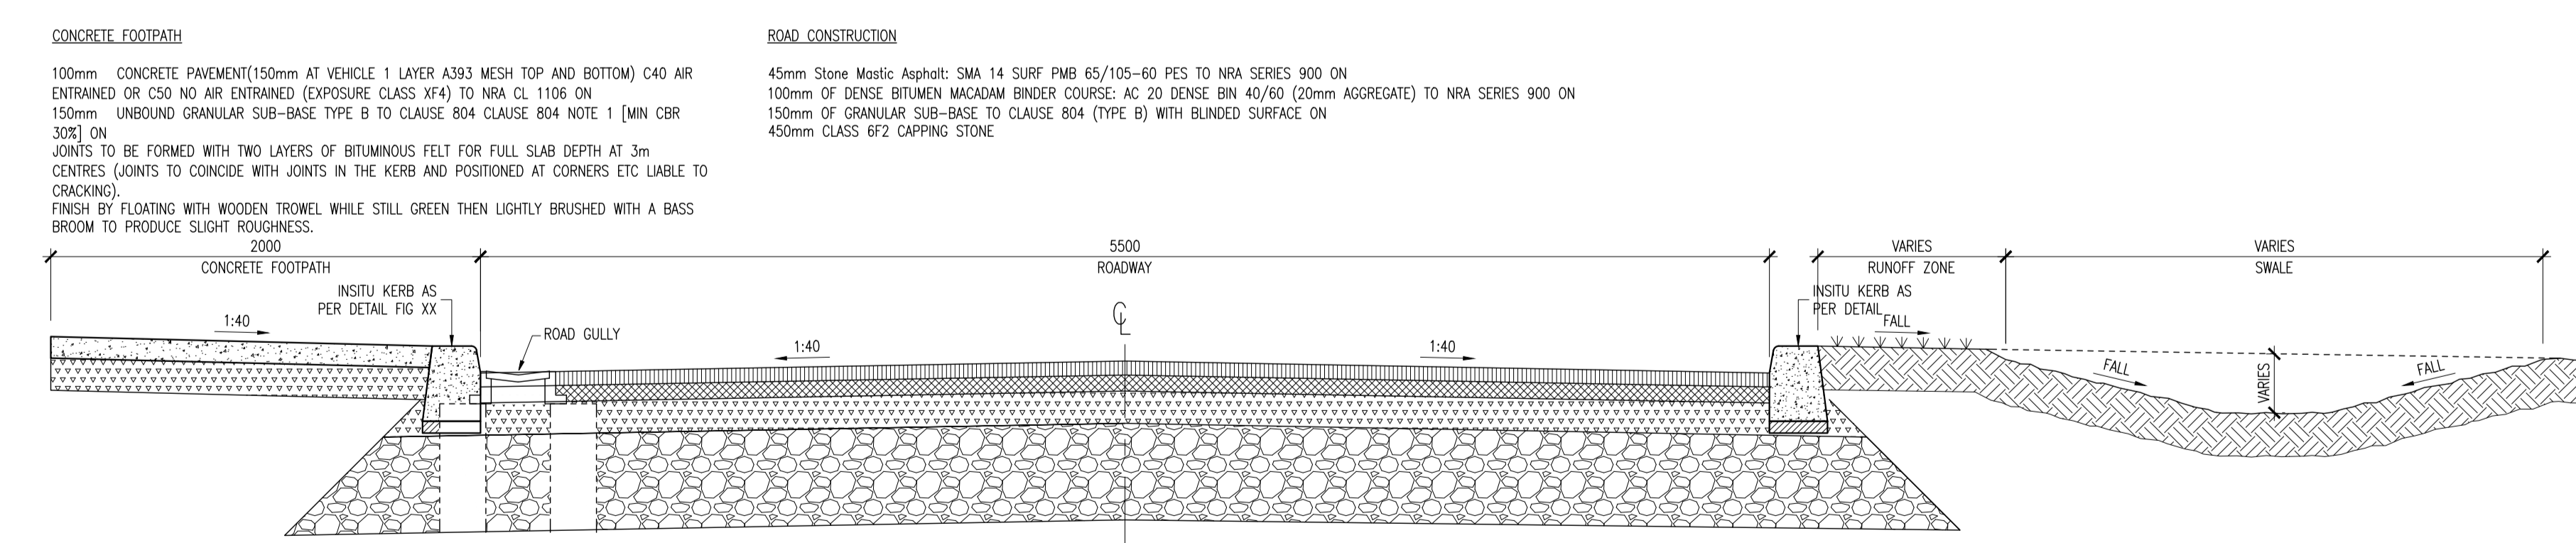 CONCRETE FOOTPATH
100mm CONCRETE PAVEMENT(150mm AT VEHICLE 1 LAYER A393 MESH TOP AND BOTTOM) C40 AIR
ENTRAINED OR C50 NO AIR ENTRAINED (EXPOSURE CLASS XF4) TO NRA CL 1106 ON
150mm UNBOUND GRANULAR SUB-BASE TYPE B TO CLAUSE 804 CLAUSE 804 NOTE 1 [MIN CBR
30%] ON
JOINTS TO BE FORMED WITH TWO LAYERS OF BITUMINOUS FELT FOR FULL SLAB DEPTH AT 3m
CENTRES (JOINTS TO COINCIDE WITH JOINTS IN THE KERB AND POSITIONED AT CORNERS ETC LIABLE TO
CRACKING).
FINISH BY FLOATING WITH WOODEN TROWEL WHILE STILL GREEN THEN LIGHTLY BRUSHED WITH A BASS
BROOM TO PRODUCE SLIGHT ROUGHNESS.
ROAD CONSTRUCTION
45mm Stone Mastic Asphalt: SMA 14 SURF PMB 65/105-60 PES TO NRA SERIES 900 ON
100mm OF DENSE BITUMEN MACADAM BINDER COURSE: AC 20 DENSE BIN 40/60 (20mm AGGREGATE) TO NRA SERIES 900 ON
150mm OF GRANULAR SUB-BASE TO CLAUSE 804 (TYPE B) WITH BLINDED SURFACE ON
450mm CLASS 6F2 CAPPING STONE
2000
CONCRETE FOOTPATH
5500
ROADWAY
VARIES
RUNOFF ZONE
VARIES
SWALE
INSITU KERB AS
PER DETAIL FIG XX
1:40
ROAD GULLY
1:40
CL
1:40
INSITU KERB AS
PER DETAIL
FALL
FALL
VARIES
FALL